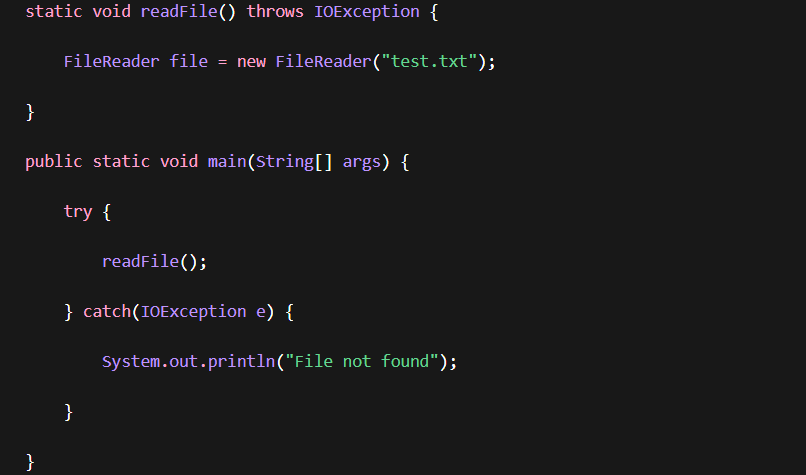 static void readFile() throws IOException {
    FileReader file = new FileReader("test.txt");
}
public static void main(String[] args) {
    try {
        readFile();
    } catch(IOException e) {
        System.out.println("File not found");
    }
}